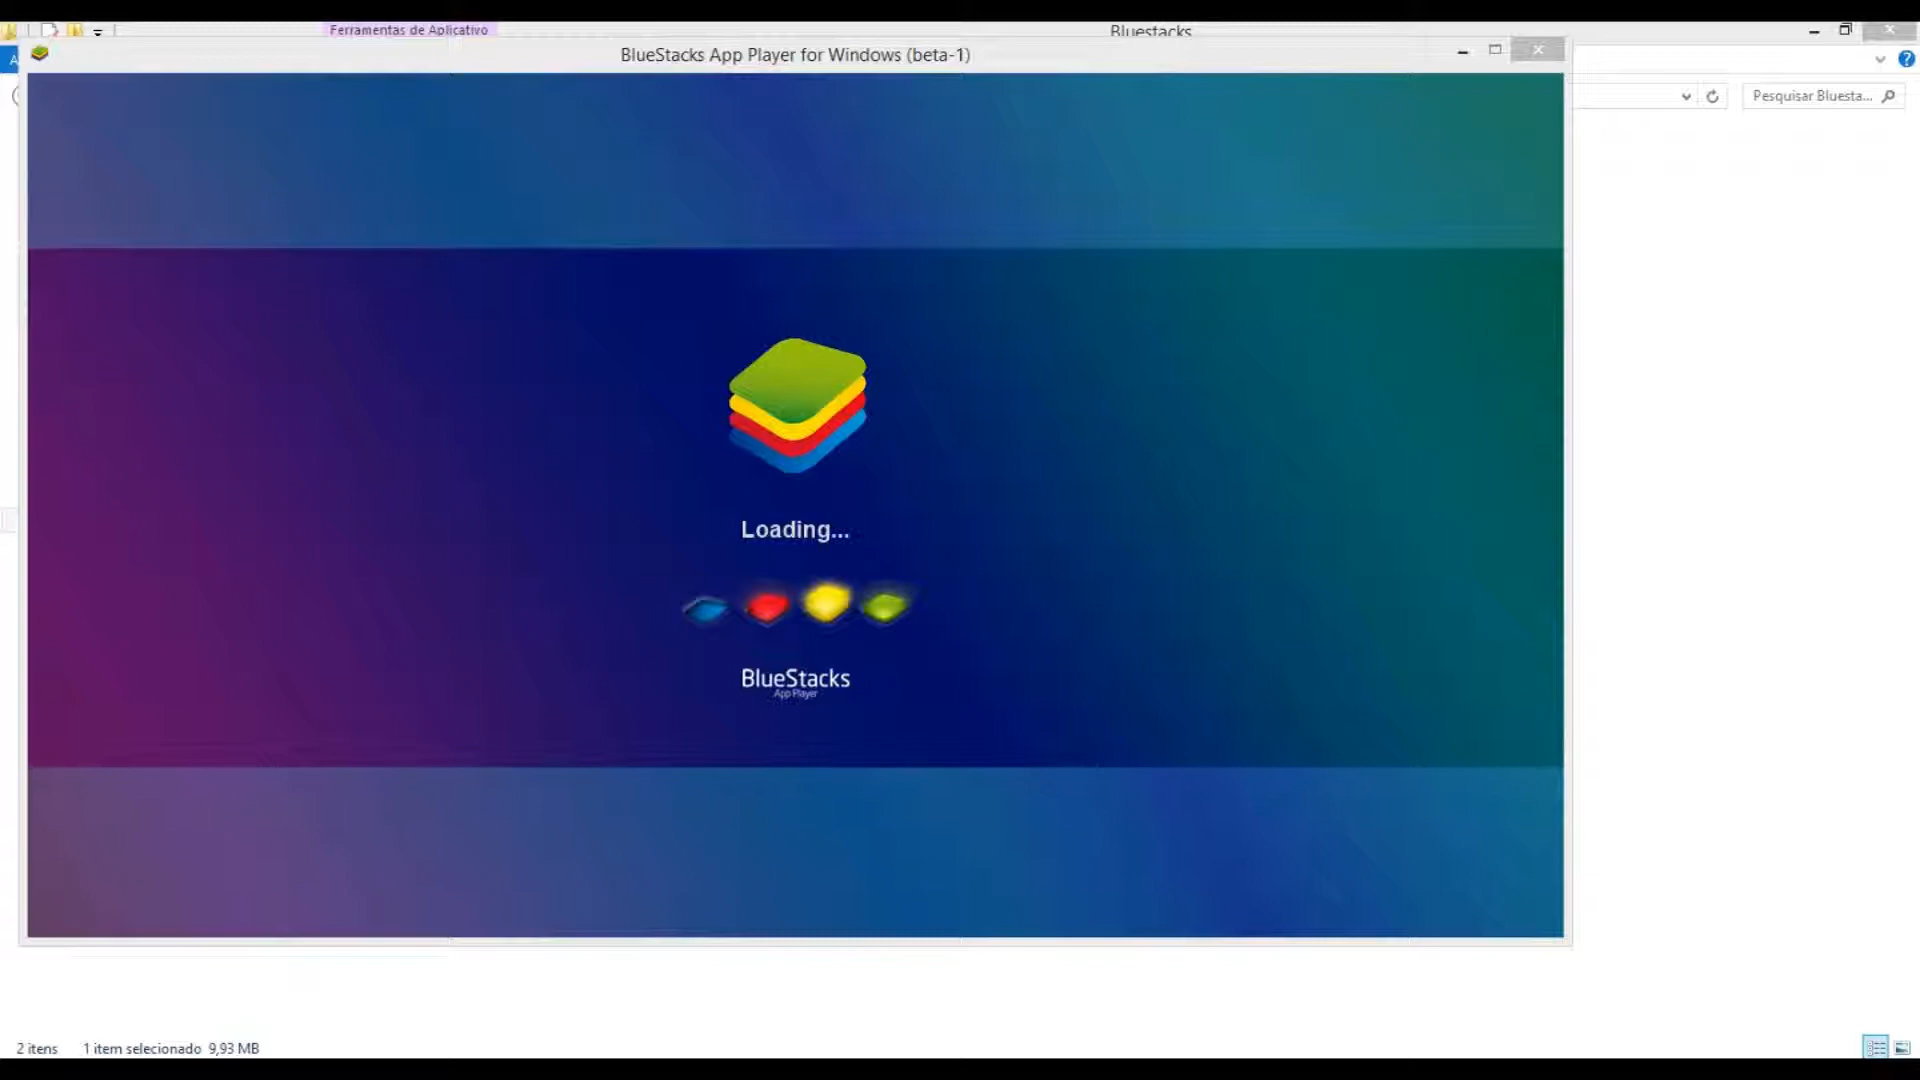 Ferramentas de Aplicativo
Bluestacks
BlueStacks App Player for Windows (beta-1)
Pesquisar Bluesta...
Loading...
BlueStacks
App Player
2 itens 1 item selecionado 9,93 MB